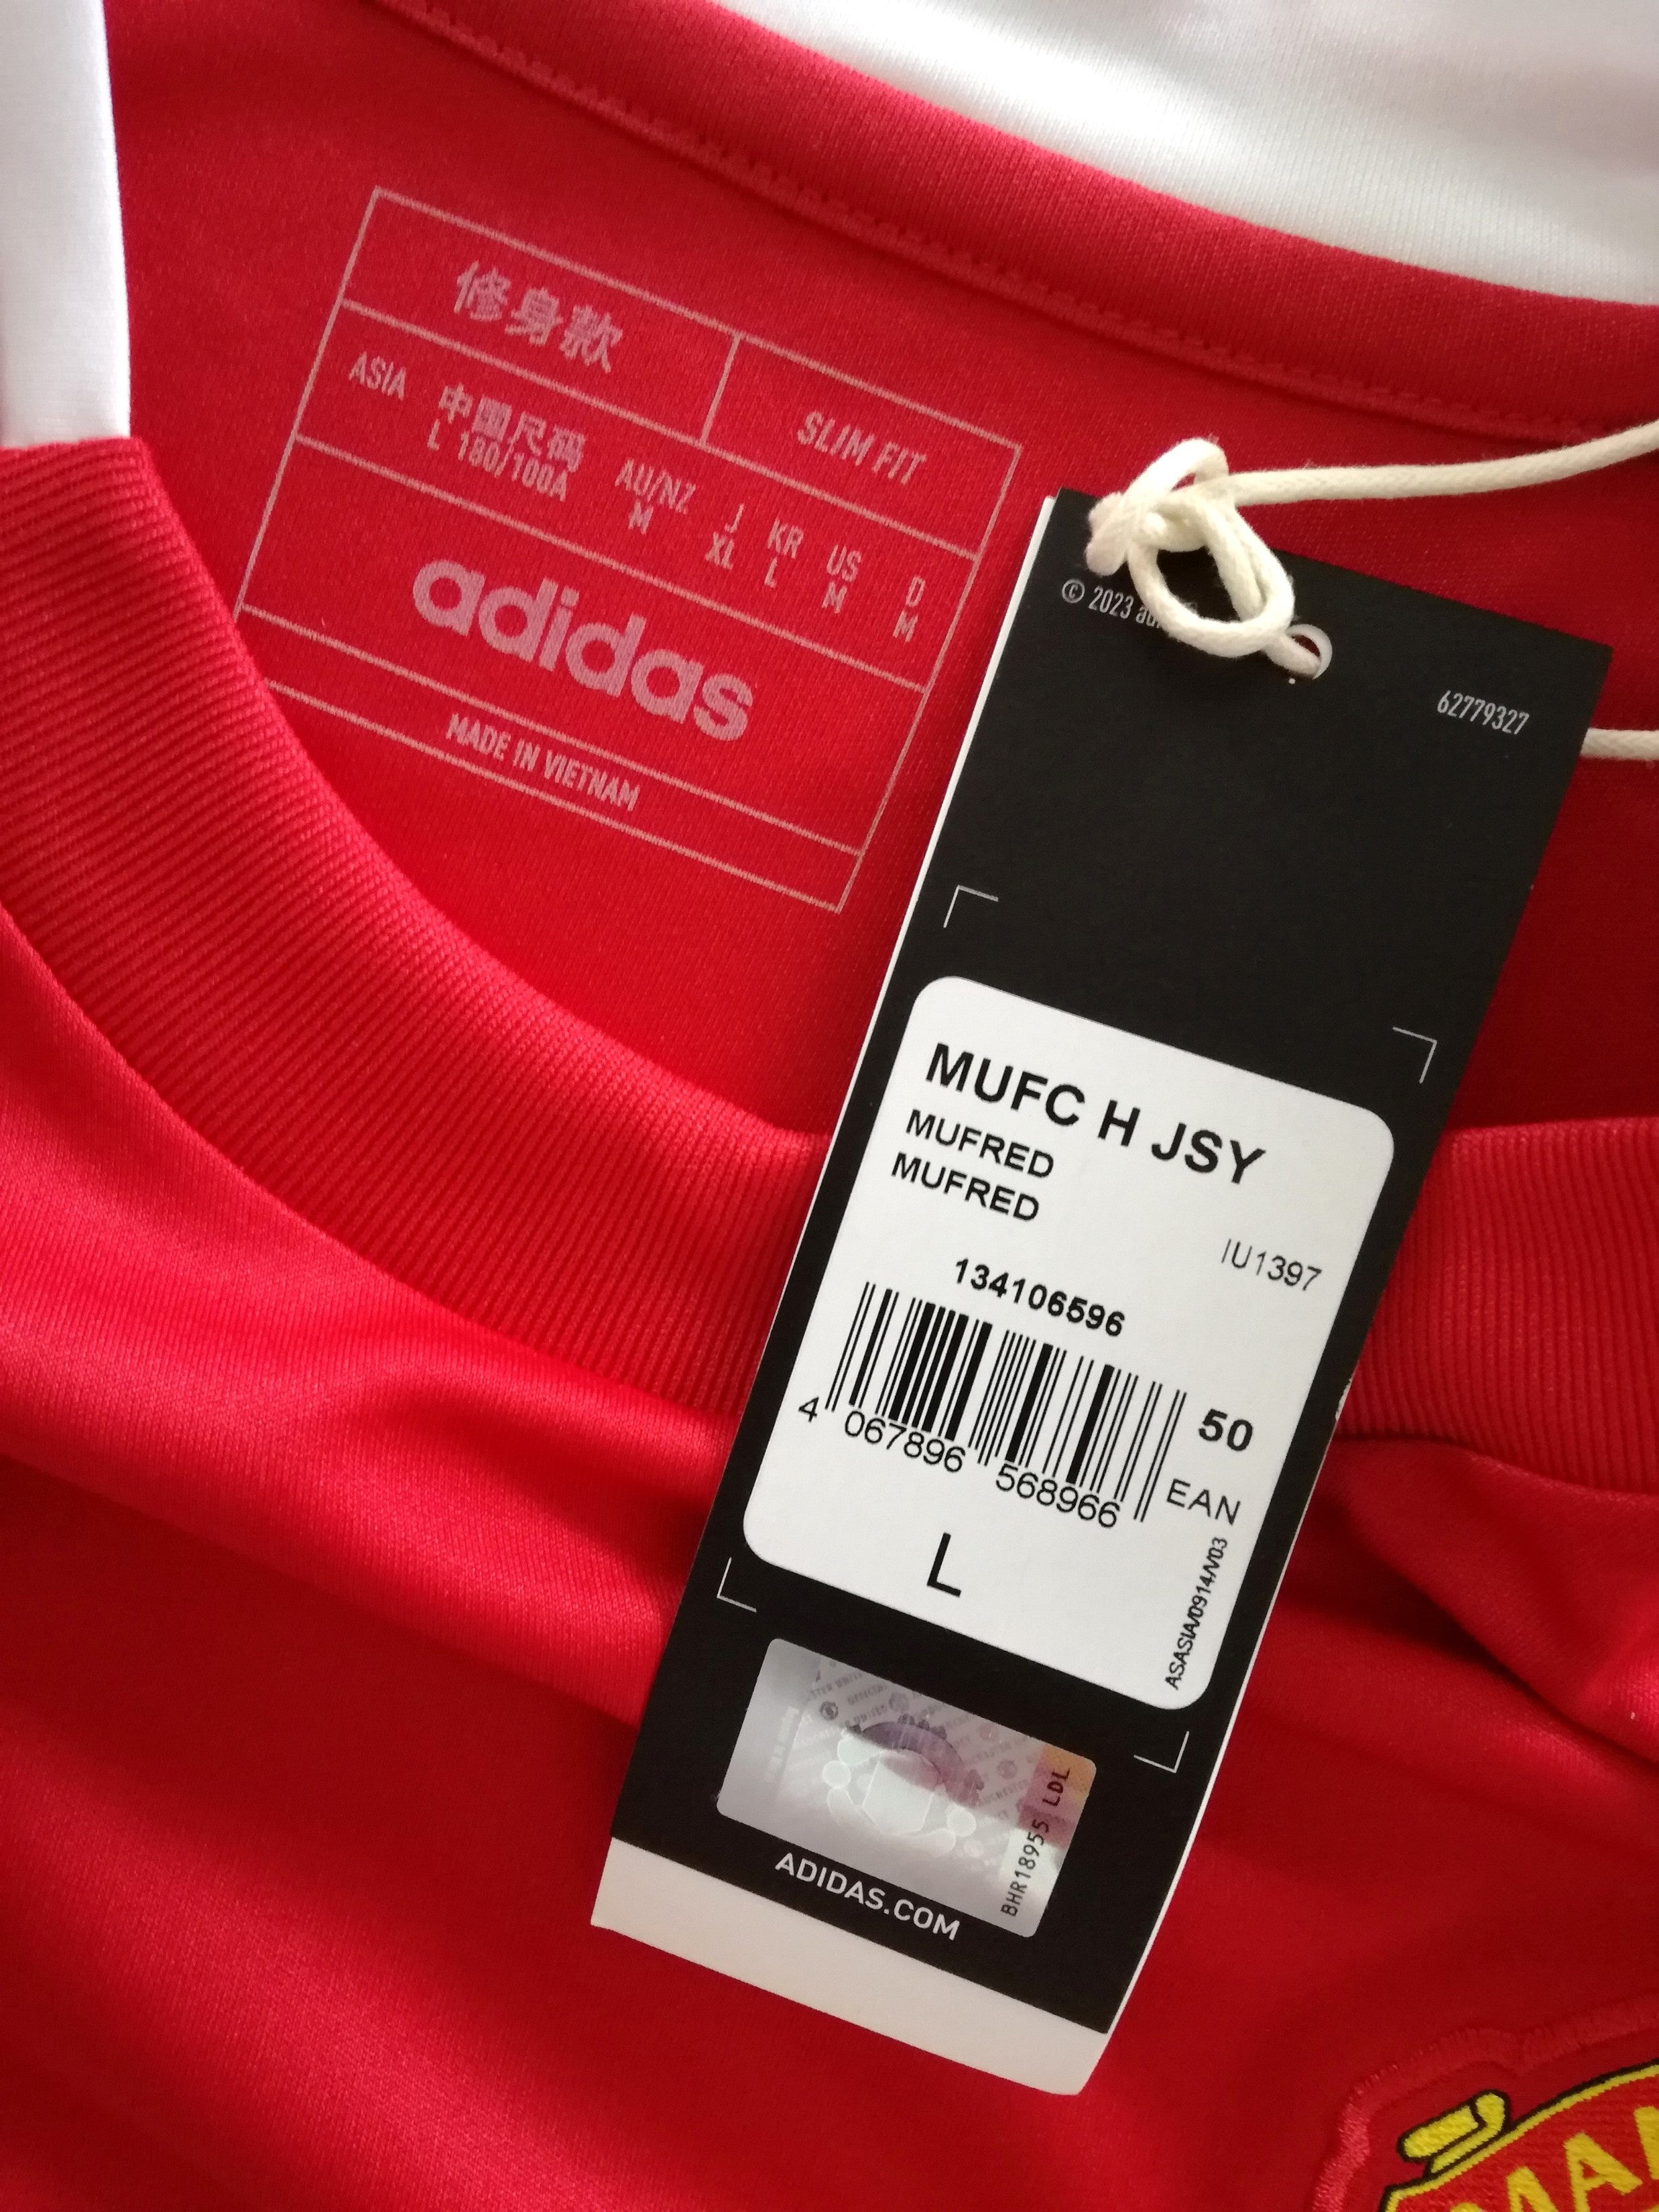 修身款
SLIM FIT
ASIA 中国尺码 AU/NZ J KR US D
L 180/100A M XL L M M
adidas
MADE IN VIETNAM
© 2023
62779327
MUFC H JSY
MUFRED
MUFRED
IU1397
134106596
50
4 067896 568966
EAN
L
ASASIA/0914/V03
BHR18955 LDL
ADIDAS.COM